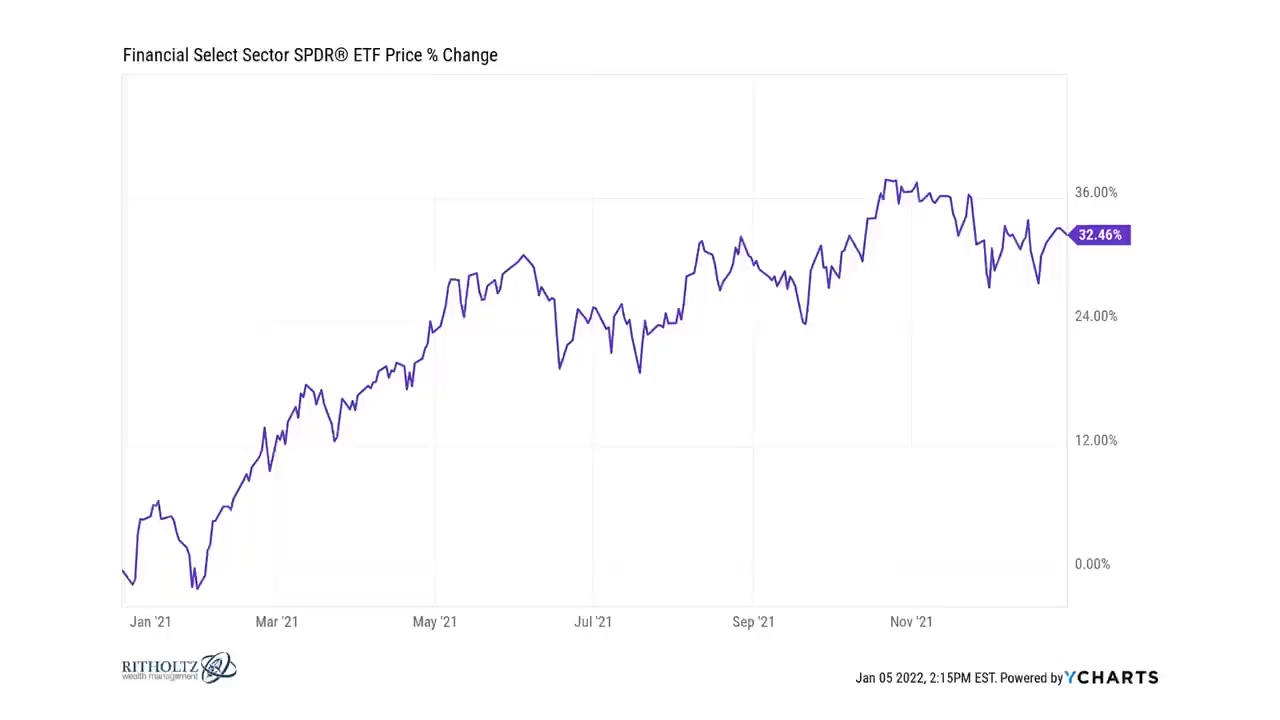 Financial Select Sector SPDR® ETF Price % Change
36.00%
32.46%
24.00%
12.00%
0.00%
Jan '21 Mar '21 May '21 Jul '21 Sep '21 Nov '21
RITHOLTZ
wealth management
Jan 05 2022, 2:15PM EST. Powered by YCHARTS